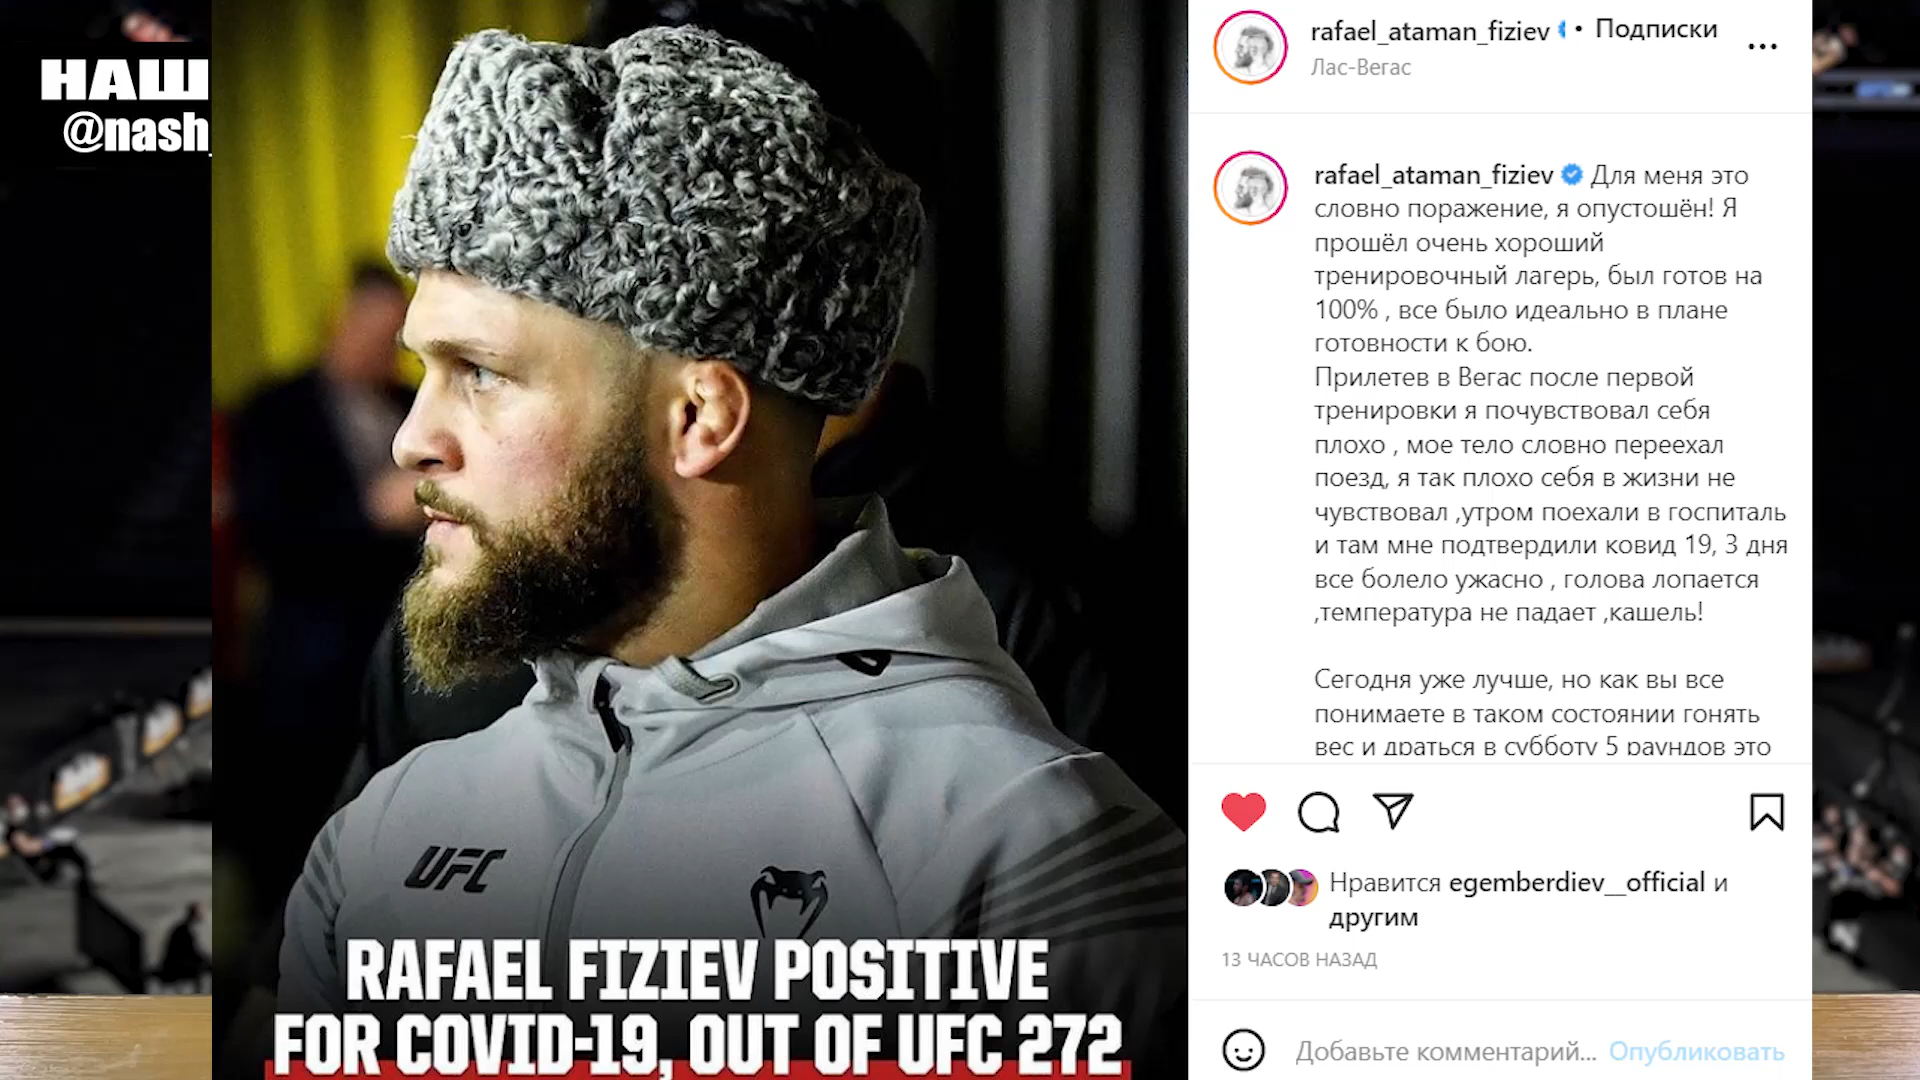 НАШ
@nash_
UFC
RAFAEL FIZIEV POSITIVE
FOR COVID-19, OUT OF UFC 272
rafael_ataman_fiziev • Подписки
Лас-Вегас
rafael_ataman_fiziev Для меня это
словно поражение, я опустошён! Я
прошёл очень хороший
тренировочный лагерь, был готов на
100% , все было идеально в плане
готовности к бою.
Прилетев в Вегас после первой
тренировки я почувствовал себя
плохо , мое тело словно переехал
поезд, я так плохо себя в жизни не
чувствовал ,утром поехали в госпиталь
и там мне подтвердили ковид 19, 3 дня
все болело ужасно , голова лопается
,температура не падает ,кашель!
Сегодня уже лучше, но как вы все
понимаете в таком состоянии гонять
вес и драться в субботу 5 раундов это
Нравится egemberdiev__official и
другим
13 ЧАСОВ НАЗАД
Добавьте комментарий... Опубликовать